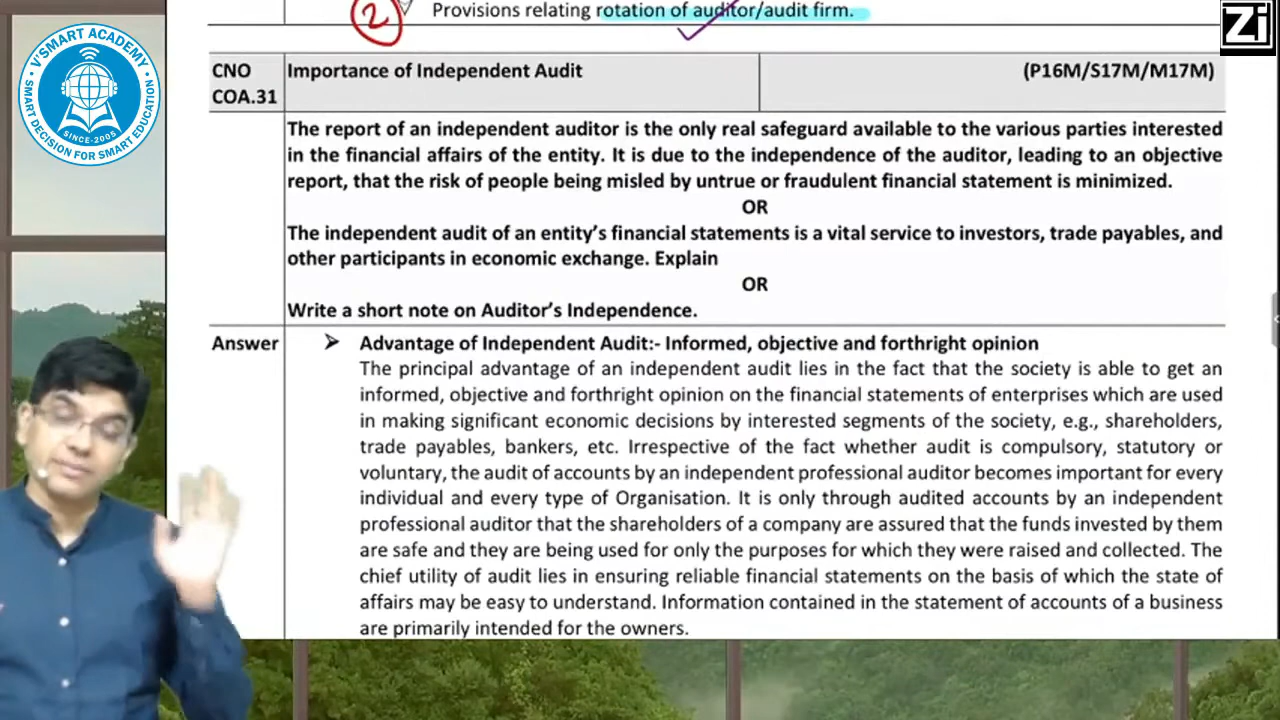 2 Provisions relating rotation of auditor/audit firm.
Zi
V'SMART ACADEMY
SINCE-2005
SMART DECISION FOR SMART EDUCATION
CNO Importance of Independent Audit (P16M/S17M/M17M)
COA.31
The report of an independent auditor is the only real safeguard available to the various parties interested
in the financial affairs of the entity. It is due to the independence of the auditor, leading to an objective
report, that the risk of people being misled by untrue or fraudulent financial statement is minimized.
OR
The independent audit of an entity's financial statements is a vital service to investors, trade payables, and
other participants in economic exchange. Explain
OR
Write a short note on Auditor's Independence.
Answer ➢ Advantage of Independent Audit:- Informed, objective and forthright opinion
The principal advantage of an independent audit lies in the fact that the society is able to get an
informed, objective and forthright opinion on the financial statements of enterprises which are used
in making significant economic decisions by interested segments of the society, e.g., shareholders,
trade payables, bankers, etc. Irrespective of the fact whether audit is compulsory, statutory or
voluntary, the audit of accounts by an independent professional auditor becomes important for every
individual and every type of Organisation. It is only through audited accounts by an independent
professional auditor that the shareholders of a company are assured that the funds invested by them
are safe and they are being used for only the purposes for which they were raised and collected. The
chief utility of audit lies in ensuring reliable financial statements on the basis of which the state of
affairs may be easy to understand. Information contained in the statement of accounts of a business
are primarily intended for the owners.